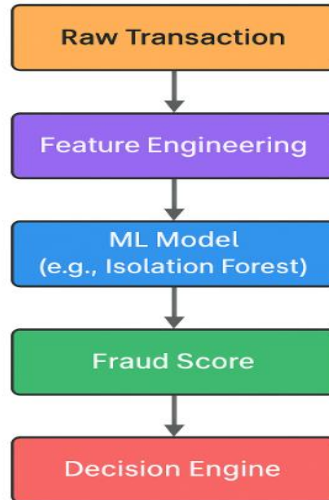 Raw Transaction
Feature Engineering
ML Model
(e.g., Isolation Forest)
Fraud Score
Decision Engine